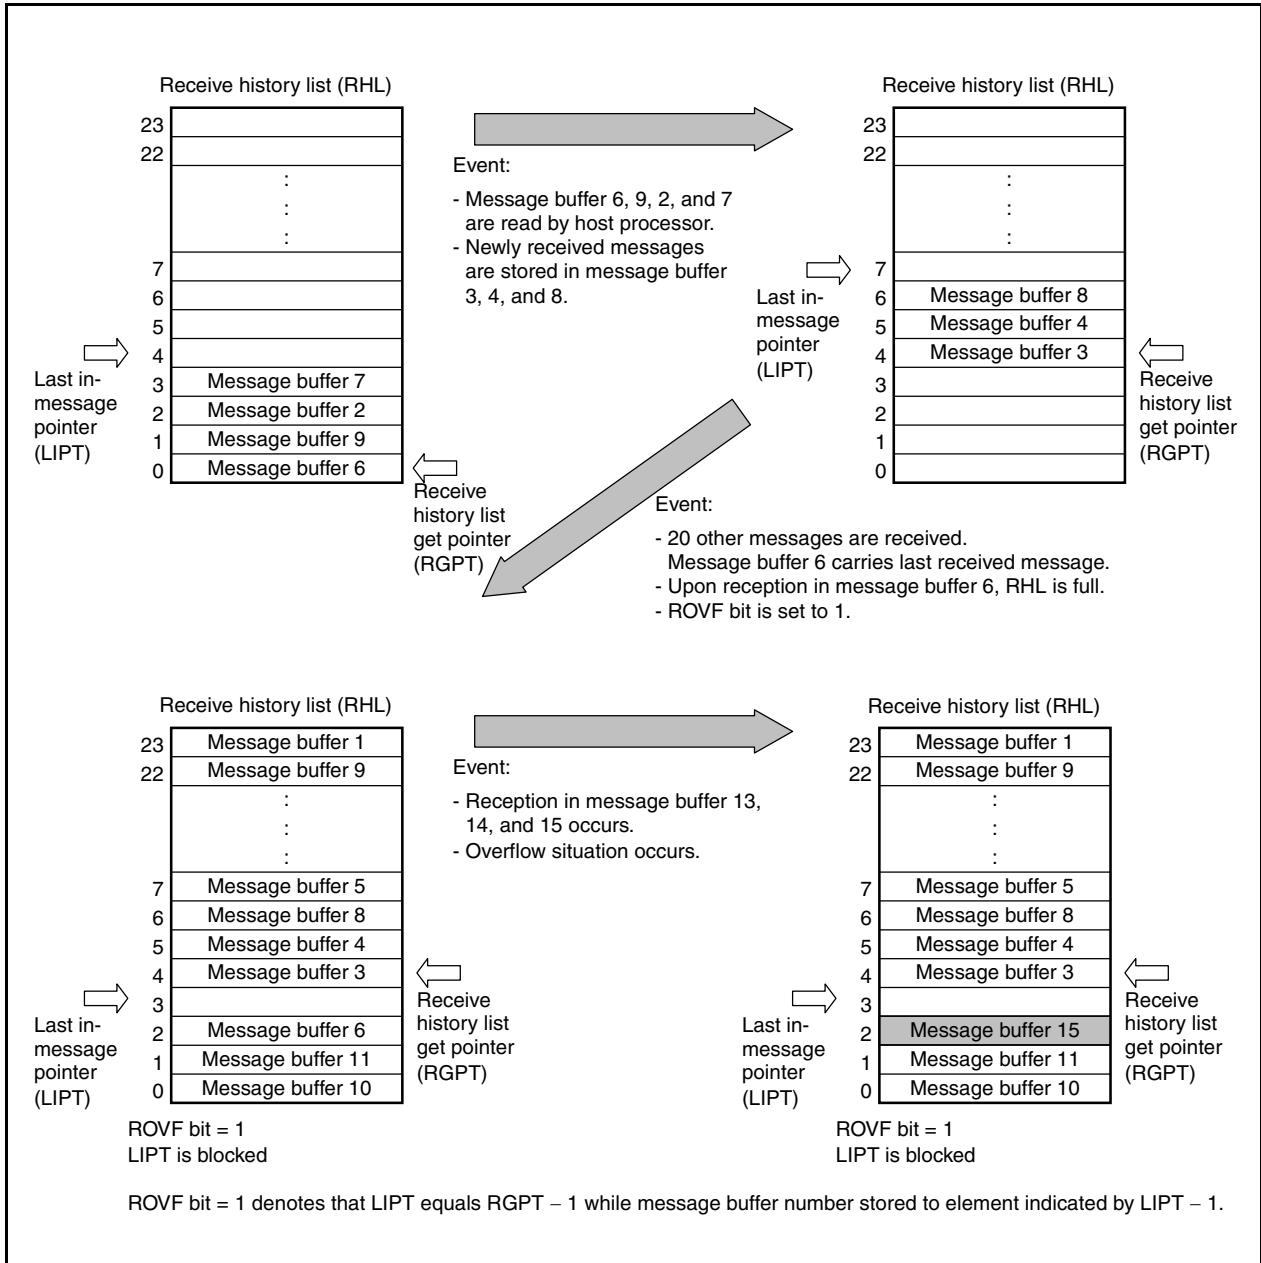 Receive history list (RHL)
23
22
:
:
:
7
6
5
4
3 Message buffer 7
2 Message buffer 2
1 Message buffer 9
0 Message buffer 6
Last in-
message
pointer
(LIPT)
Receive
history list
get pointer
(RGPT)
Event:
- Message buffer 6, 9, 2, and 7
are read by host processor.
- Newly received messages
are stored in message buffer
3, 4, and 8.
Receive history list (RHL)
23
22
:
:
:
7
6 Message buffer 8
5 Message buffer 4
4 Message buffer 3
3
2
1
0
Last in-
message
pointer
(LIPT)
Receive
history list
get pointer
(RGPT)
Event:
- 20 other messages are received.
Message buffer 6 carries last received message.
- Upon reception in message buffer 6, RHL is full.
- ROVF bit is set to 1.
Receive history list (RHL)
23 Message buffer 1
22 Message buffer 9
:
:
:
7 Message buffer 5
6 Message buffer 8
5 Message buffer 4
4 Message buffer 3
3
2 Message buffer 6
1 Message buffer 11
0 Message buffer 10
Last in-
message
pointer
(LIPT)
Receive
history list
get pointer
(RGPT)
ROVF bit = 1
LIPT is blocked
Event:
- Reception in message buffer 13,
14, and 15 occurs.
- Overflow situation occurs.
Receive history list (RHL)
23 Message buffer 1
22 Message buffer 9
:
:
:
7 Message buffer 5
6 Message buffer 8
5 Message buffer 4
4 Message buffer 3
3
2 Message buffer 15
1 Message buffer 11
0 Message buffer 10
Last in-
message
pointer
(LIPT)
Receive
history list
get pointer
(RGPT)
ROVF bit = 1
LIPT is blocked
ROVF bit = 1 denotes that LIPT equals RGPT − 1 while message buffer number stored to element indicated by LIPT − 1.